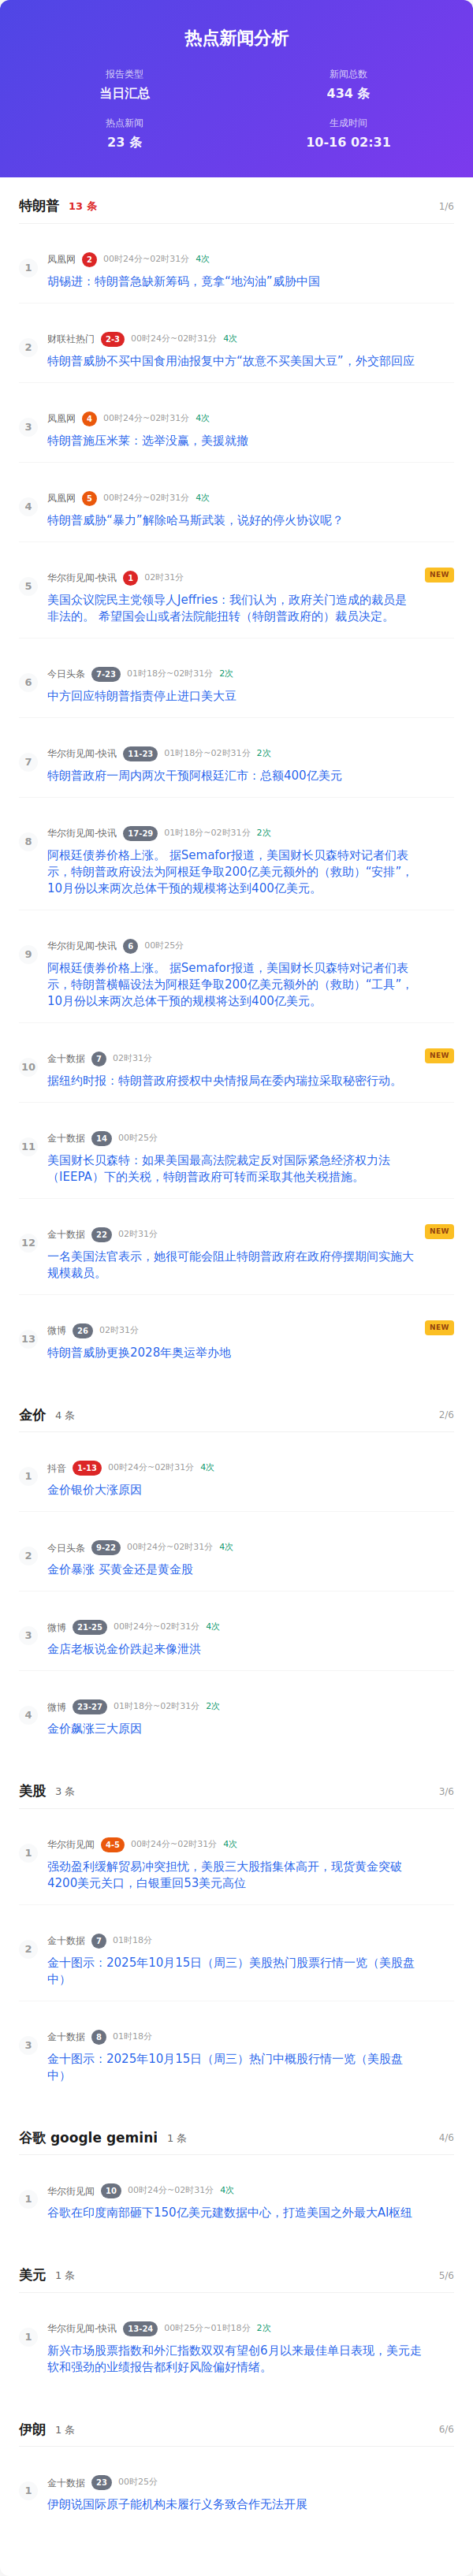 热点新闻分析
报告类型
当日汇总
新闻总数
434 条
热点新闻
23 条
生成时间
10-16 02:31
特朗普 13 条 1/6
1
凤凰网 2 00时24分~02时31分 4次
胡锡进：特朗普急缺新筹码，竟拿“地沟油”威胁中国
2
财联社热门 2-3 00时24分~02时31分 4次
特朗普威胁不买中国食用油报复中方“故意不买美国大豆”，外交部回应
3
凤凰网 4 00时24分~02时31分 4次
特朗普施压米莱：选举没赢，美援就撤
4
凤凰网 5 00时24分~02时31分 4次
特朗普威胁“暴力”解除哈马斯武装，说好的停火协议呢？
5
华尔街见闻-快讯 1 02时31分 NEW
美国众议院民主党领导人Jeffries：我们认为，政府关门造成的裁员是
非法的。 希望国会山或者法院能扭转（特朗普政府的）裁员决定。
6
今日头条 7-23 01时18分~02时31分 2次
中方回应特朗普指责停止进口美大豆
7
华尔街见闻-快讯 11-23 01时18分~02时31分 2次
特朗普政府一周内两次干预阿根廷汇市：总额400亿美元
8
华尔街见闻-快讯 17-29 01时18分~02时31分 2次
阿根廷债券价格上涨。 据Semafor报道，美国财长贝森特对记者们表
示，特朗普政府设法为阿根廷争取200亿美元额外的（救助）“安排”，
10月份以来两次总体干预的规模将达到400亿美元。
9
华尔街见闻-快讯 6 00时25分
阿根廷债券价格上涨。 据Semafor报道，美国财长贝森特对记者们表
示，特朗普横幅设法为阿根廷争取200亿美元额外的（救助）“工具”，
10月份以来两次总体干预的规模将达到400亿美元。
10
金十数据 7 02时31分 NEW
据纽约时报：特朗普政府授权中央情报局在委内瑞拉采取秘密行动。
11
金十数据 14 00时25分
美国财长贝森特：如果美国最高法院裁定反对国际紧急经济权力法
（IEEPA）下的关税，特朗普政府可转而采取其他关税措施。
12
金十数据 22 02时31分 NEW
一名美国法官表示，她很可能会阻止特朗普政府在政府停摆期间实施大
规模裁员。
13
微博 26 02时31分 NEW
特朗普威胁更换2028年奥运举办地
金价 4 条 2/6
1
抖音 1-13 00时24分~02时31分 4次
金价银价大涨原因
2
今日头条 9-22 00时24分~02时31分 4次
金价暴涨 买黄金还是黄金股
3
微博 21-25 00时24分~02时31分 4次
金店老板说金价跌起来像泄洪
4
微博 23-27 01时18分~02时31分 2次
金价飙涨三大原因
美股 3 条 3/6
1
华尔街见闻 4-5 00时24分~02时31分 4次
强劲盈利缓解贸易冲突担忧，美股三大股指集体高开，现货黄金突破
4200美元关口，白银重回53美元高位
2
金十数据 7 01时18分
金十图示：2025年10月15日（周三）美股热门股票行情一览（美股盘
中）
3
金十数据 8 01时18分
金十图示：2025年10月15日（周三）热门中概股行情一览（美股盘
中）
谷歌 google gemini 1 条 4/6
1
华尔街见闻 10 00时24分~02时31分 4次
谷歌在印度南部砸下150亿美元建数据中心，打造美国之外最大AI枢纽
美元 1 条 5/6
1
华尔街见闻-快讯 13-24 00时25分~01时18分 2次
新兴市场股票指数和外汇指数双双有望创6月以来最佳单日表现，美元走
软和强劲的业绩报告都利好风险偏好情绪。
伊朗 1 条 6/6
1
金十数据 23 00时25分
伊朗说国际原子能机构未履行义务致合作无法开展